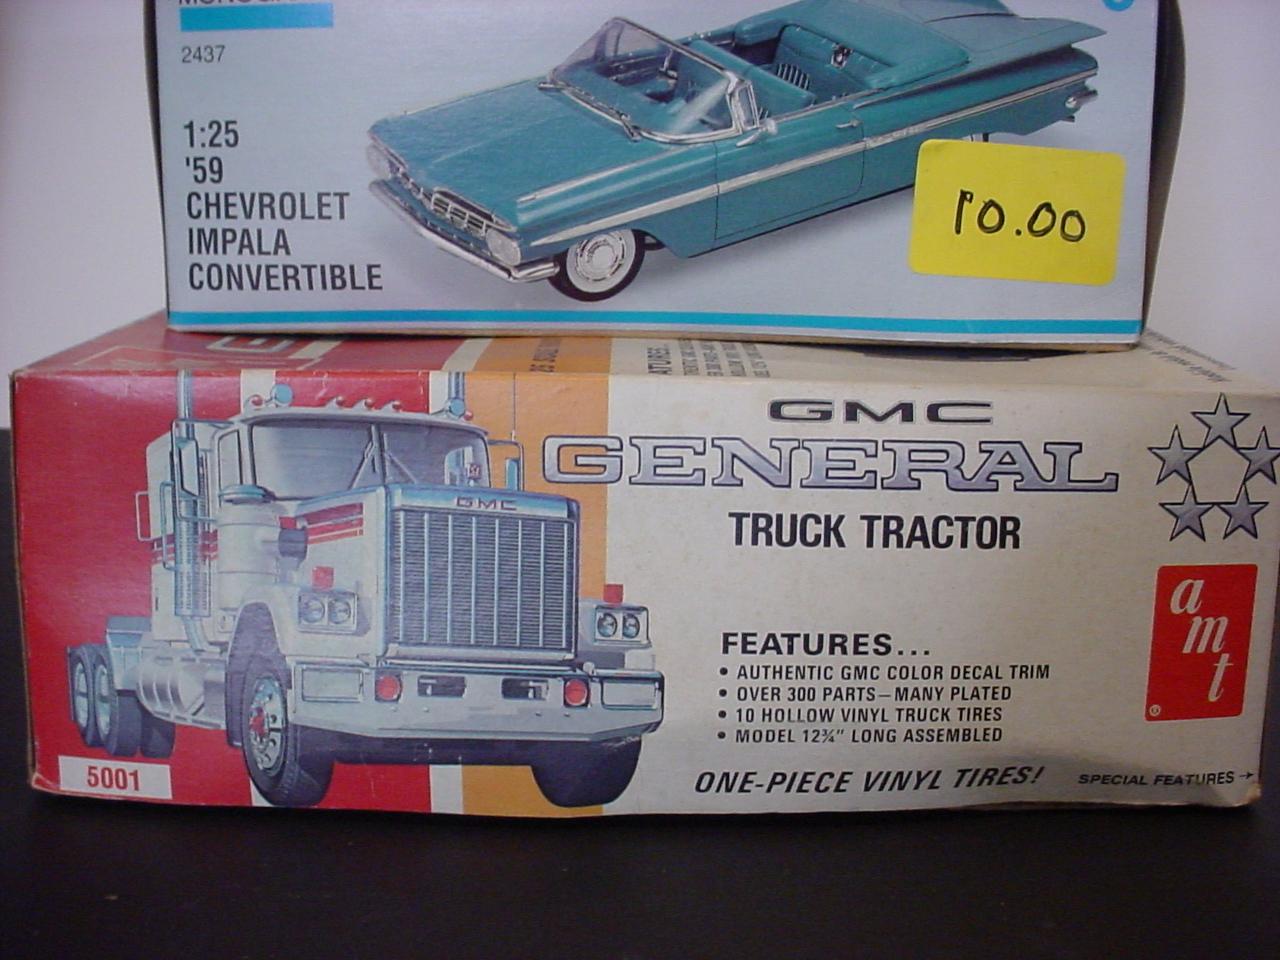 2437
1:25
'59
CHEVROLET
IMPALA
CONVERTIBLE
10.00
GMC
GENERAL
TRUCK TRACTOR
GMC
FEATURES...
• AUTHENTIC GMC COLOR DECAL TRIM
• OVER 300 PARTS—MANY PLATED
• 10 HOLLOW VINYL TRUCK TIRES
• MODEL 12¾" LONG ASSEMBLED
ONE-PIECE VINYL TIRES!
SPECIAL FEATURES→
amt
®
5001